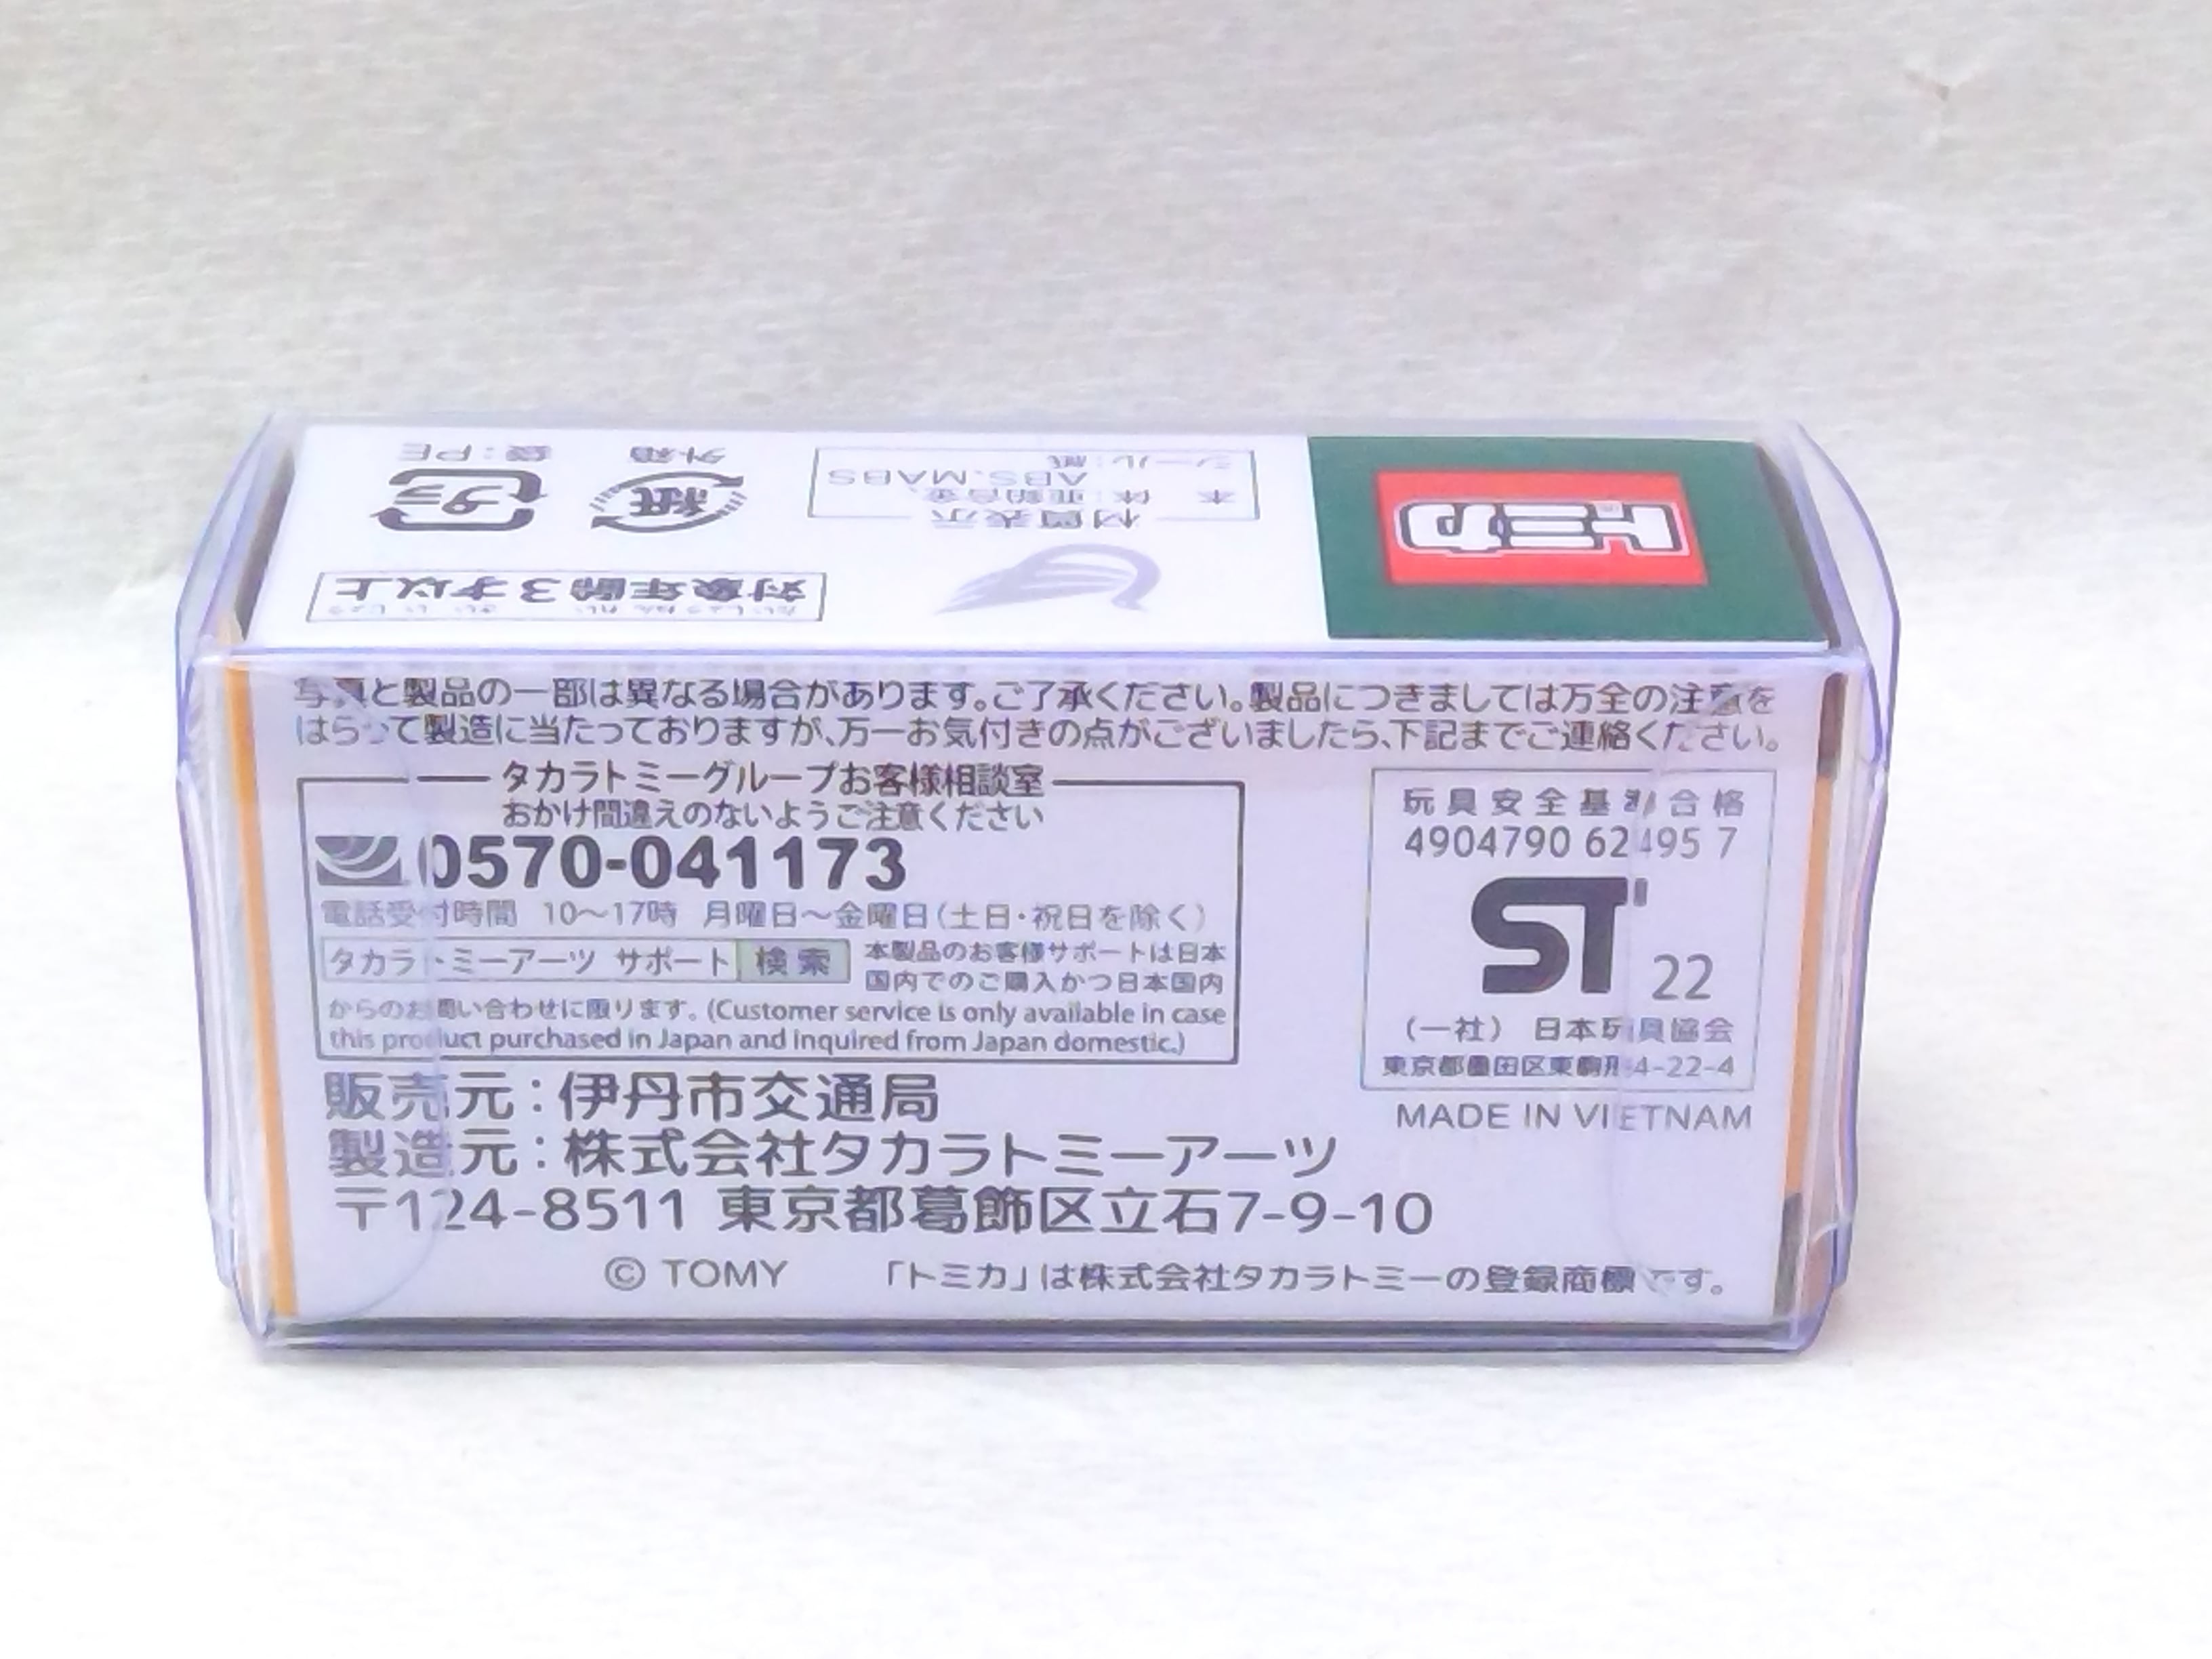 トミカ
材質表示
本　体：亜鉛合金、
ABS、MABS
シール：紙
紙
外箱
プラ
袋：PE
たいしょうねんれい さい いじょう
対象年齢3才以上
写真と製品の一部は異なる場合があります。ご了承ください。製品につきましては万全の注意を
はらって製造に当たっておりますが、万一お気付きの点がございましたら、下記までご連絡ください。
タカラトミーグループお客様相談室
おかけ間違えのないようご注意ください
0570-041173
電話受付時間　10～17時　月曜日～金曜日（土日・祝日を除く）
タカラトミーアーツ サポート 検索
本製品のお客様サポートは日本
国内でのご購入かつ日本国内
からのお問い合わせに限ります。(Customer service is only available in case
this product purchased in Japan and inquired from Japan domestic.)
玩具安全基準合格
4904790 62495 7
ST 22
（一社） 日本玩具協会
東京都墨田区東駒形4-22-4
MADE IN VIETNAM
販売元：伊丹市交通局
製造元：株式会社タカラトミーアーツ
〒124-8511 東京都葛飾区立石7-9-10
© TOMY　「トミカ」は株式会社タカラトミーの登録商標です。